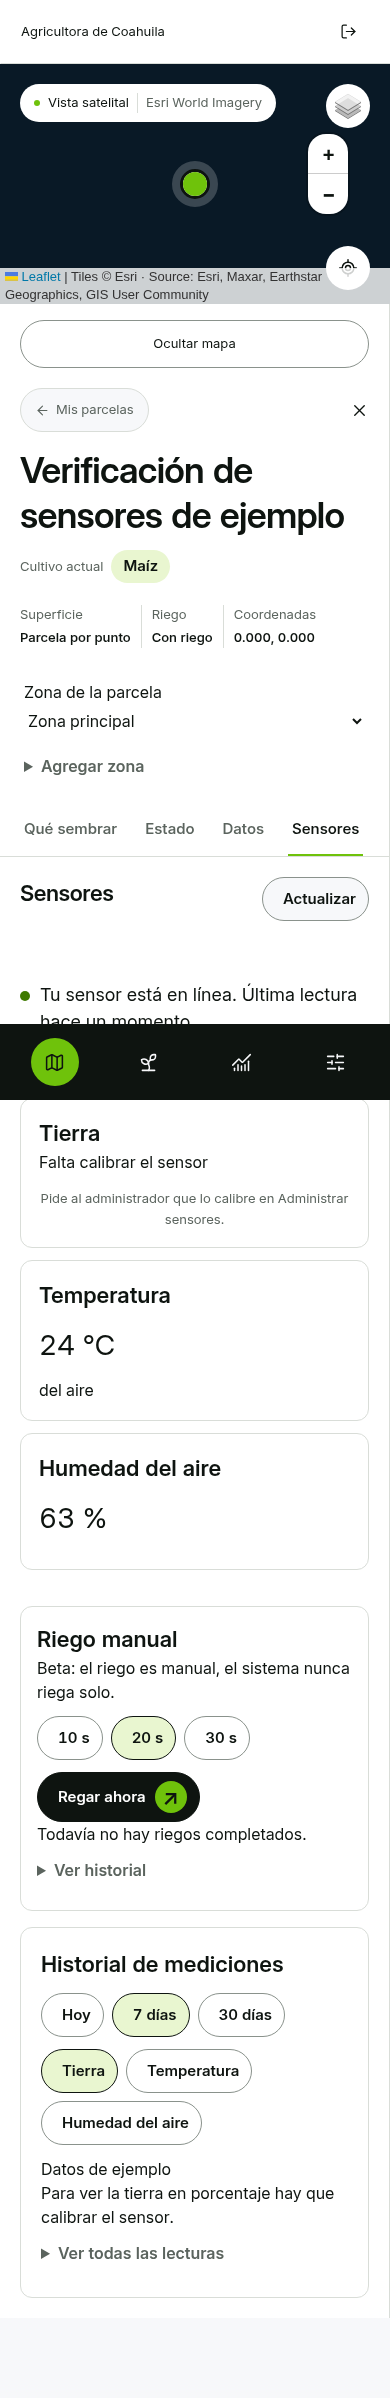 Agricultora de Coahuila
Vista satelital Esri World Imagery
+
−
Leaflet | Tiles © Esri · Source: Esri, Maxar, Earthstar
Geographics, GIS User Community
Ocultar mapa
← Mis parcelas
Verificación de
sensores de ejemplo
Cultivo actual Maíz
Superficie Riego Coordenadas
Parcela por punto Con riego 0.000, 0.000
Zona de la parcela
Zona principal
Agregar zona
Qué sembrar Estado Datos Sensores
Sensores Actualizar
Tu sensor está en línea. Última lectura
hace un momento
Tierra
Falta calibrar el sensor
Pide al administrador que lo calibre en Administrar
sensores.
Temperatura
24 °C
del aire
Humedad del aire
63 %
Riego manual
Beta: el riego es manual, el sistema nunca
riega solo.
10 s 20 s 30 s
Regar ahora
Todavía no hay riegos completados.
Ver historial
Historial de mediciones
Hoy 7 días 30 días
Tierra Temperatura
Humedad del aire
Datos de ejemplo
Para ver la tierra en porcentaje hay que
calibrar el sensor.
Ver todas las lecturas